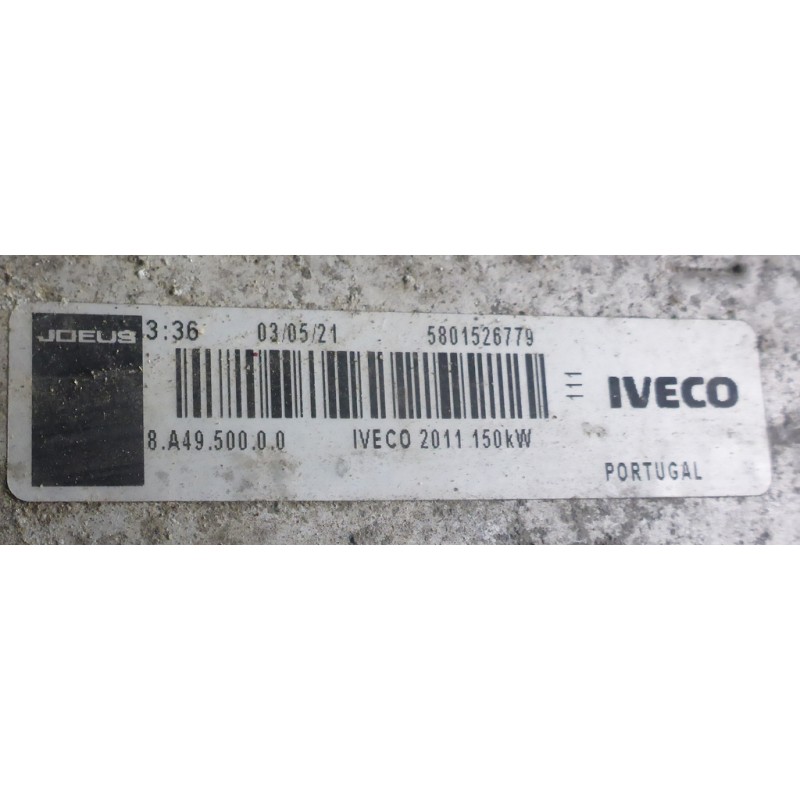 JDEUS 3:36 03/05/21 5801526779
111 IVECO
8.A49.500.0.0 IVECO 2011 150kW
PORTUGAL